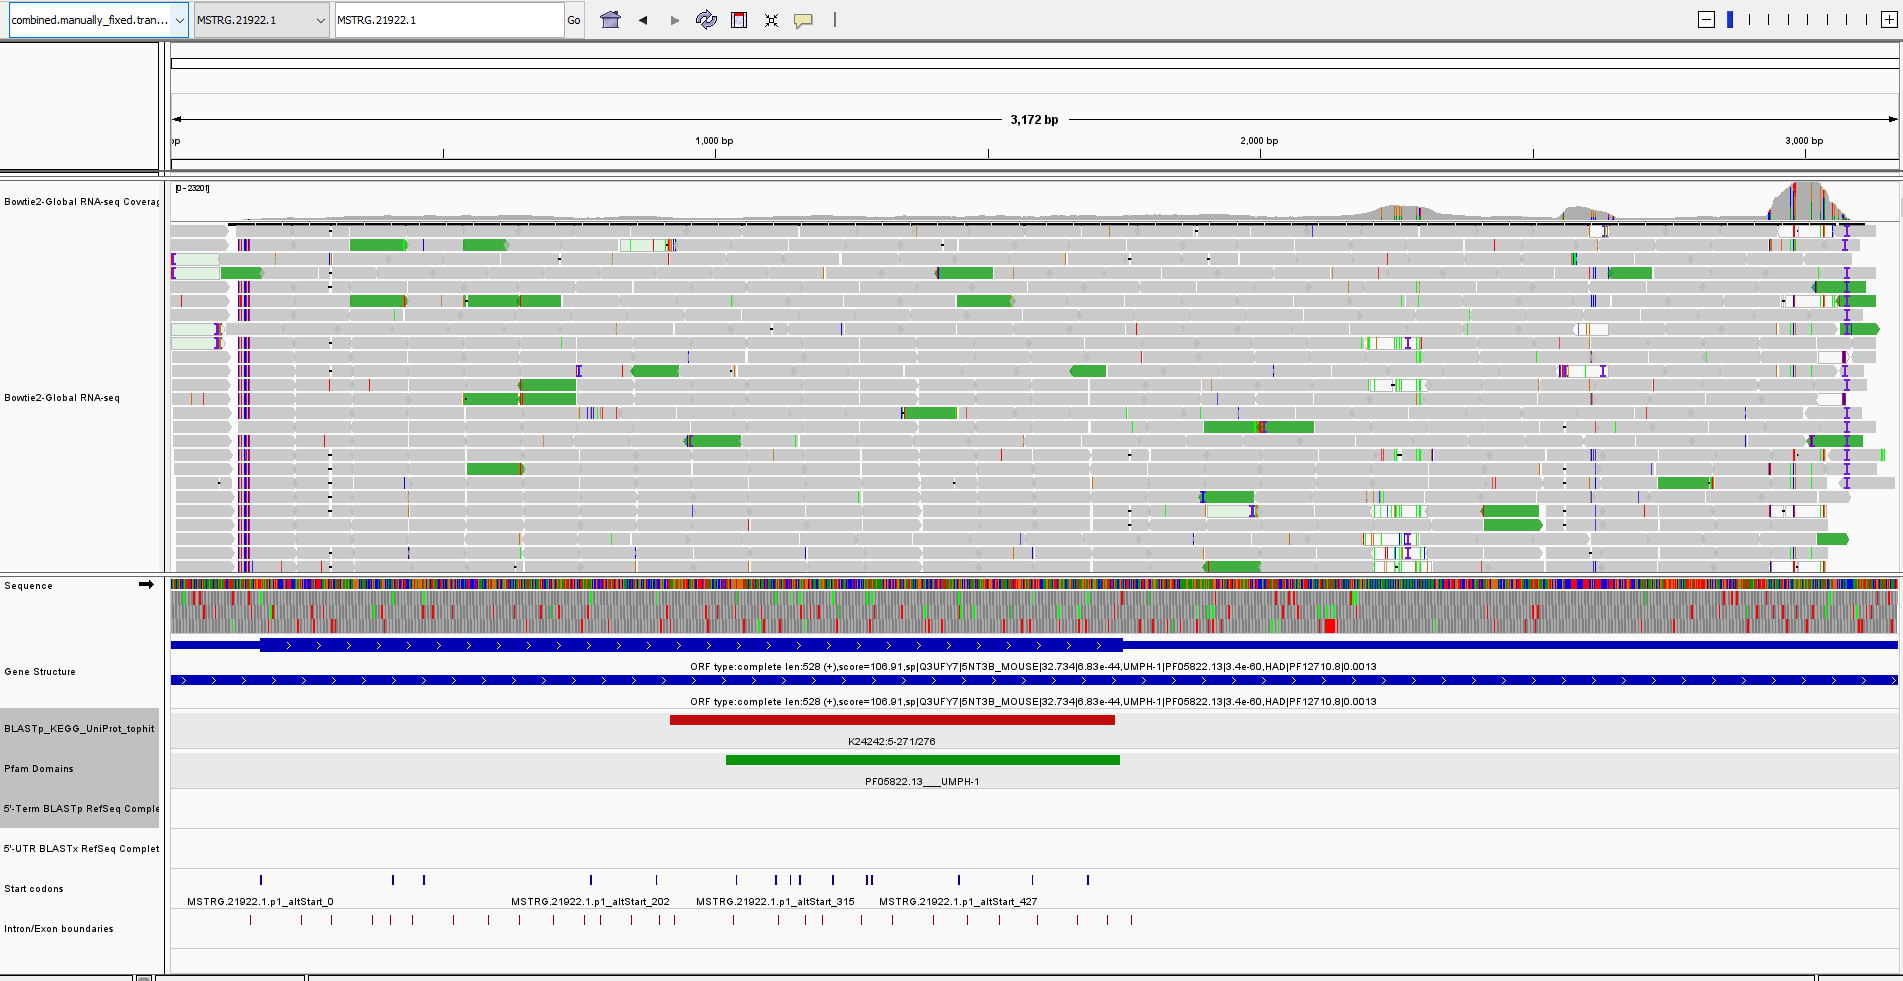 combined.manually_fixed.tran... MSTRG.21922.1 MSTRG.21922.1 Go
3,172 bp
bp 1,000 bp 2,000 bp 3,000 bp
[0 - 23201]
Bowtie2-Global RNA-seq Coverag
Bowtie2-Global RNA-seq
Sequence
ORF type:complete len:528 (+),score=106.91,sp|Q3UFY7|5NT3B_MOUSE|32.734|6.83e-44,UMPH-1|PF05822.13|3.4e-60,HAD|PF12710.8|0.0013
Gene Structure
ORF type:complete len:528 (+),score=106.91,sp|Q3UFY7|5NT3B_MOUSE|32.734|6.83e-44,UMPH-1|PF05822.13|3.4e-60,HAD|PF12710.8|0.0013
BLASTp_KEGG_UniProt_tophit
K24242:5-271/276
Pfam Domains
PF05822.13___UMPH-1
5'-Term BLASTp RefSeq Comple
5'-UTR BLASTx RefSeq Complet
Start codons
MSTRG.21922.1.p1_altStart_0 MSTRG.21922.1.p1_altStart_202 MSTRG.21922.1.p1_altStart_315 MSTRG.21922.1.p1_altStart_427
Intron/Exon boundaries